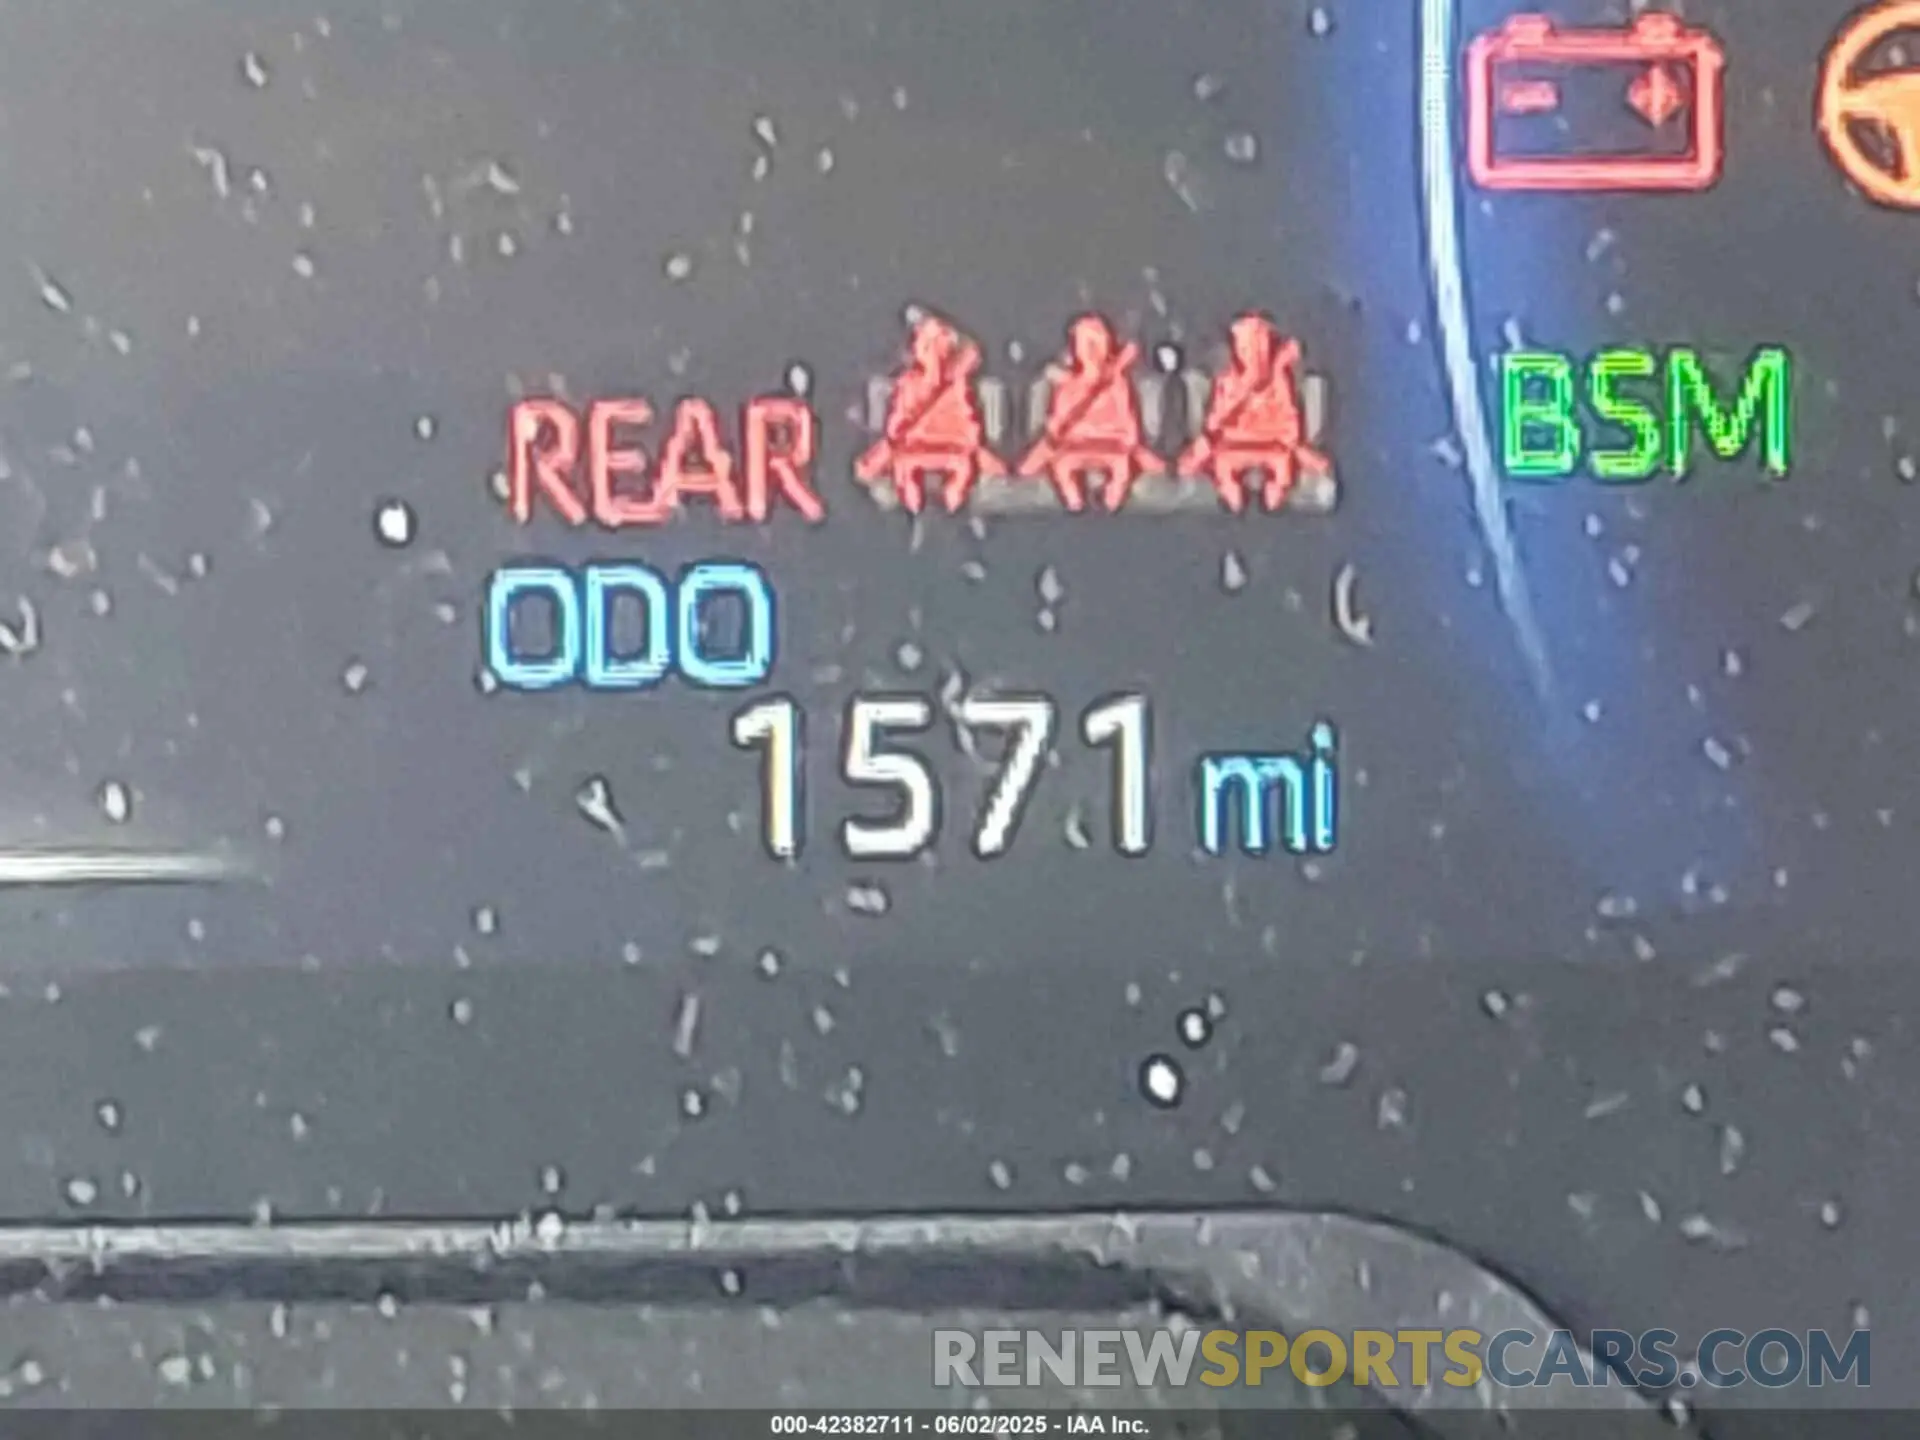 BSM
REAR
ODO
1571 mi
RENEWSPORTSCARS.COM
000-42382711 - 06/02/2025 - IAA Inc.